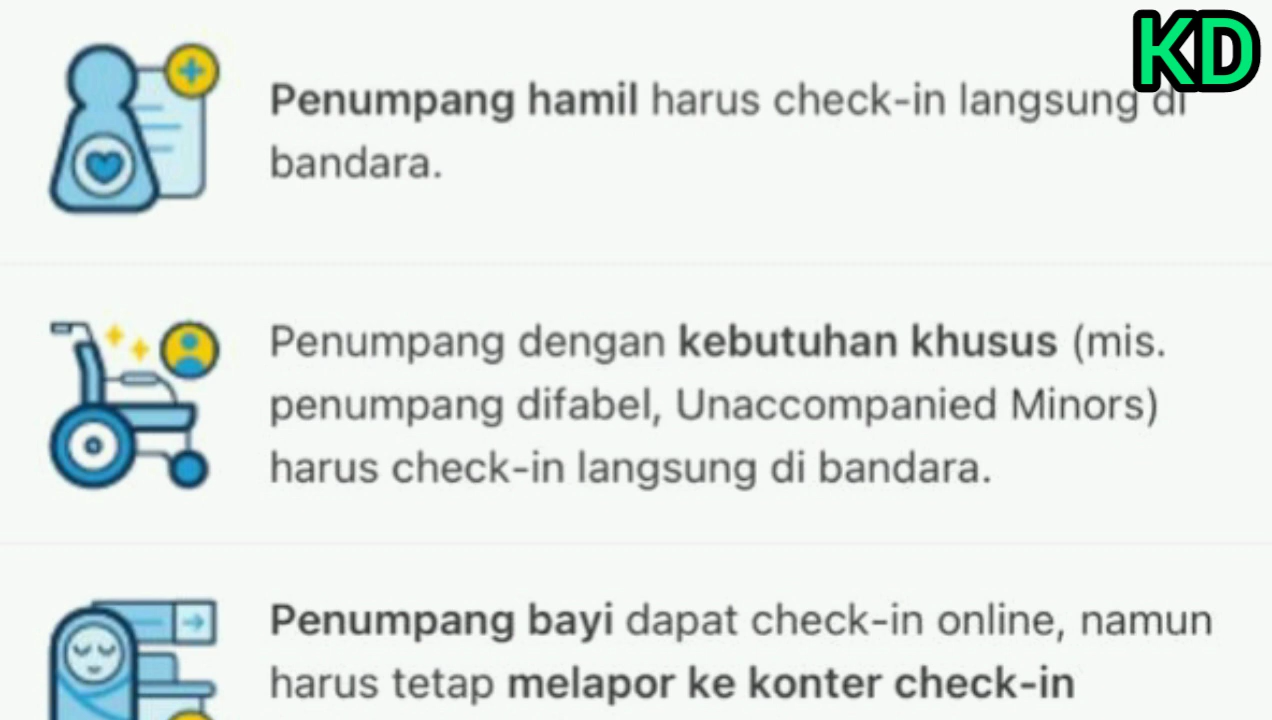 KD
Penumpang hamil harus check-in langsung di
bandara.
Penumpang dengan kebutuhan khusus (mis.
penumpang difabel, Unaccompanied Minors)
harus check-in langsung di bandara.
Penumpang bayi dapat check-in online, namun
harus tetap melapor ke konter check-in